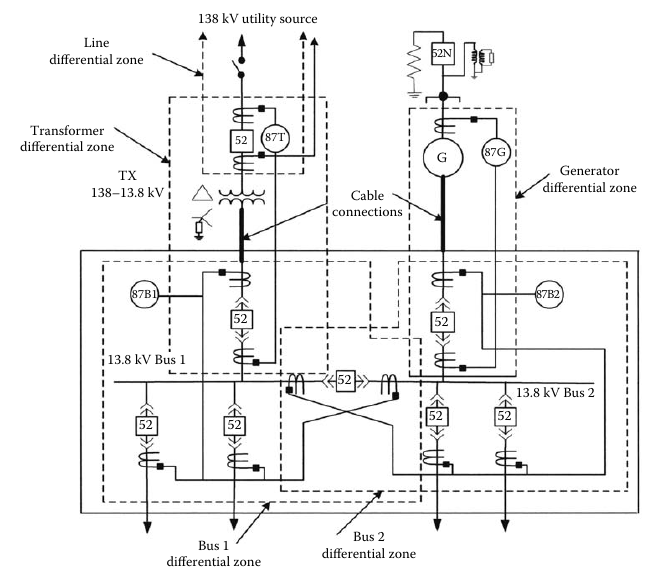 138 kV utility source
Line
differential zone
52N
Transformer
differential zone
52
87T
G
87G
Generator
differential zone
TX
138–13.8 kV
Cable
connections
87B1
87B2
52
52
13.8 kV Bus 1
52
13.8 kV Bus 2
52
52
52
52
Bus 1
differential zone
Bus 2
differential zone